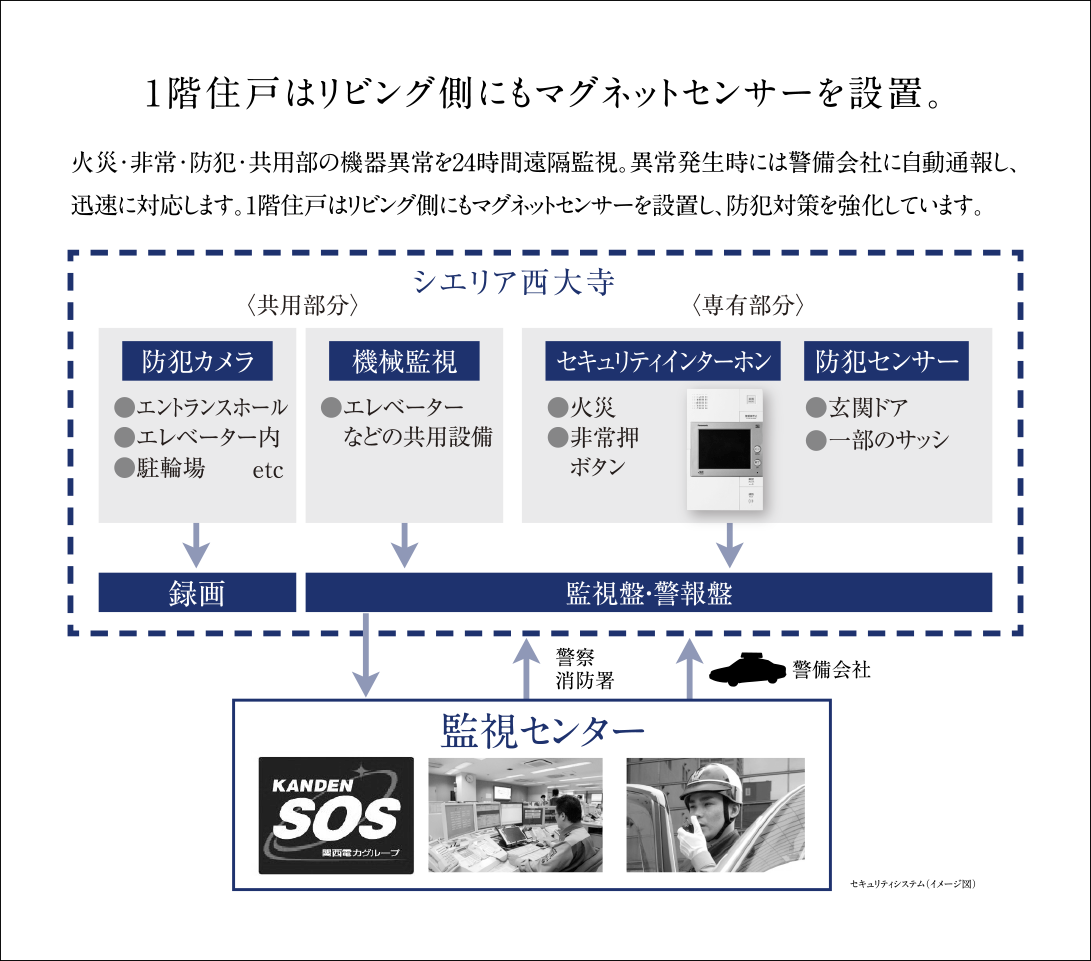 1階住戸はリビング側にもマグネットセンサーを設置。
火災・非常・防犯・共用部の機器異常を24時間遠隔監視。異常発生時には警備会社に自動通報し、
迅速に対応します。1階住戸はリビング側にもマグネットセンサーを設置し、防犯対策を強化しています。
シエリア西大寺
〈共用部分〉
〈専有部分〉
防犯カメラ
●エントランスホール
●エレベーター内
●駐輪場 etc
機械監視
●エレベーター
などの共用設備
セキュリティインターホン
●火災
●非常押
ボタン
防犯センサー
●玄関ドア
●一部のサッシ
録画
監視盤・警報盤
警察
消防署
警備会社
監視センター
KANDEN
SOS
関西電力グループ
セキュリティシステム（イメージ図）